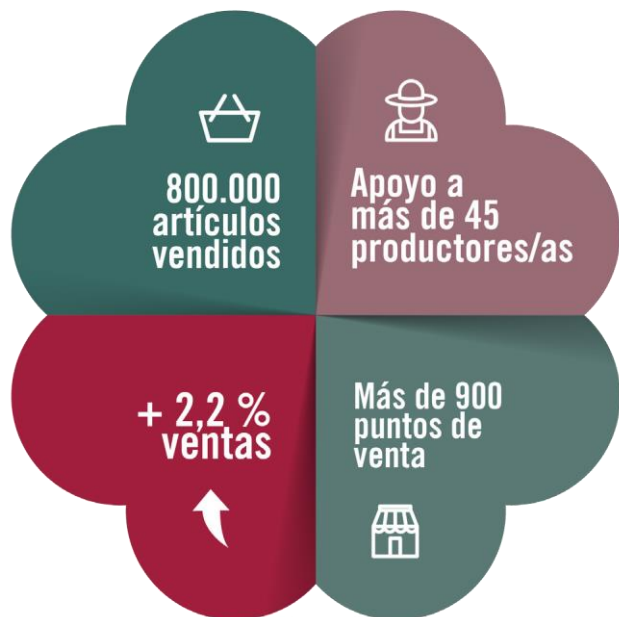 800.000
artículos
vendidos
Apoyo a
más de 45
productores/as
+ 2,2 %
ventas
Más de 900
puntos de
venta